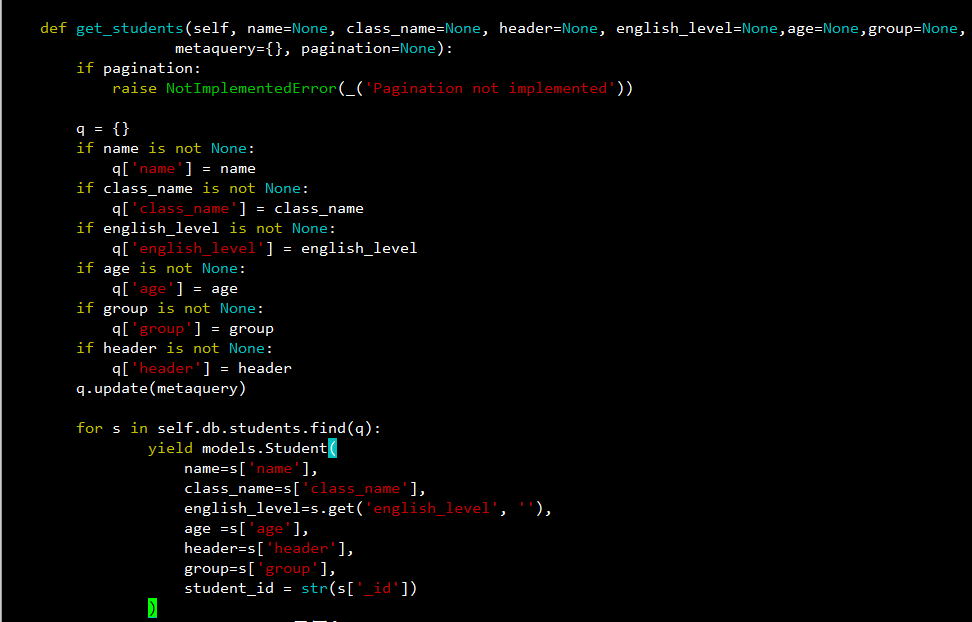 def get_students(self, name=None, class_name=None, header=None, english_level=None,age=None,group=None,
metaquery={}, pagination=None):
if pagination:
raise NotImplementedError(_('Pagination not implemented'))
q = {}
if name is not None:
q['name'] = name
if class_name is not None:
q['class_name'] = class_name
if english_level is not None:
q['english_level'] = english_level
if age is not None:
q['age'] = age
if group is not None:
q['group'] = group
if header is not None:
q['header'] = header
q.update(metaquery)
for s in self.db.students.find(q):
yield models.Student(
name=s['name'],
class_name=s['class_name'],
english_level=s.get('english_level', ''),
age =s['age'],
header=s['header'],
group=s['group'],
student_id = str(s['_id'])
)